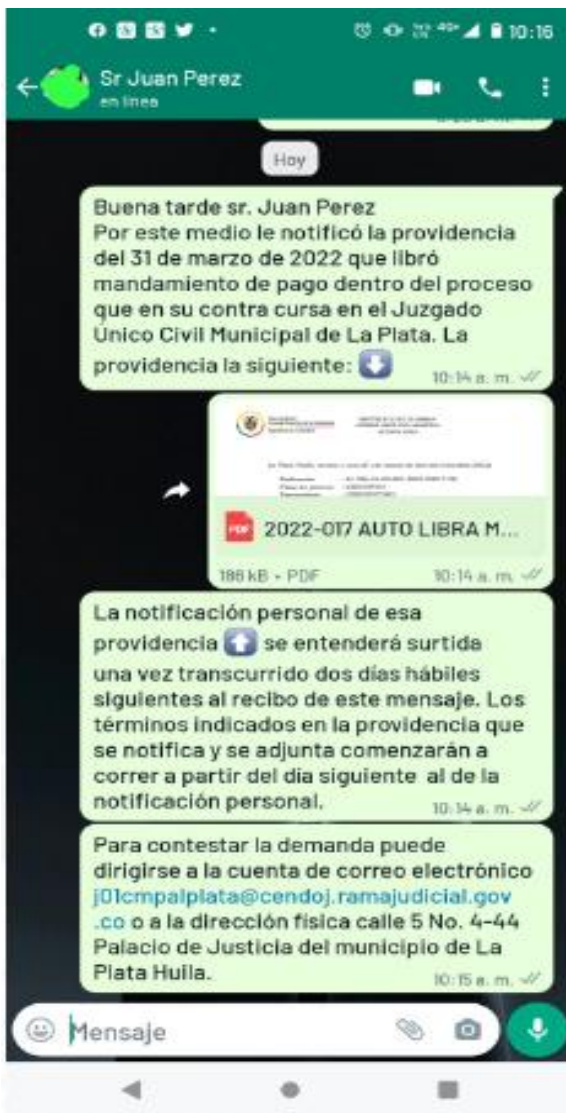 10:16
Sr Juan Perez
en línea
Hoy
Buena tarde sr. Juan Perez
Por este medio le notificó la providencia
del 31 de marzo de 2022 que libró
mandamiento de pago dentro del proceso
que en su contra cursa en el Juzgado
Único Civil Municipal de La Plata. La
providencia la siguiente: ⬇️
10:14 a. m.
PDF
2022-017 AUTO LIBRA M...
186 kB • PDF
10:14 a. m.
La notificación personal de esa
providencia ⬆️ se entenderá surtida
una vez transcurrido dos días hábiles
siguientes al recibo de este mensaje. Los
términos indicados en la providencia que
se notifica y se adjunta comenzarán a
correr a partir del día siguiente al de la
notificación personal.
10:14 a. m.
Para contestar la demanda puede
dirigirse a la cuenta de correo electrónico
j01cmpalplata@cendoj.ramajudicial.gov
.co o a la dirección física calle 5 No. 4-44
Palacio de Justicia del municipio de La
Plata Huila.
10:15 a. m.
Mensaje